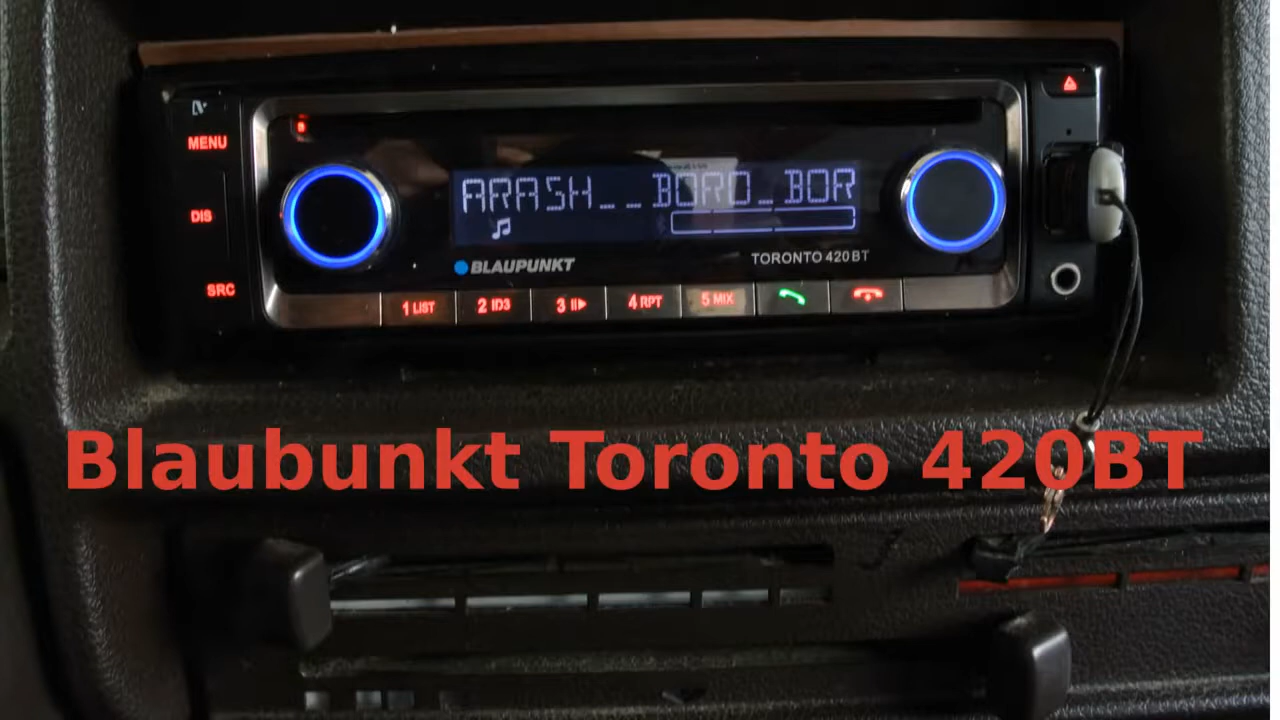 MENU
ARASH__BORO_BOR
DIS
BLAUPUNKT
TORONTO 420 BT
SRC
1 LIST
2 ID3
3
4 RPT
5 MIX
Blaubunkt Toronto 420BT